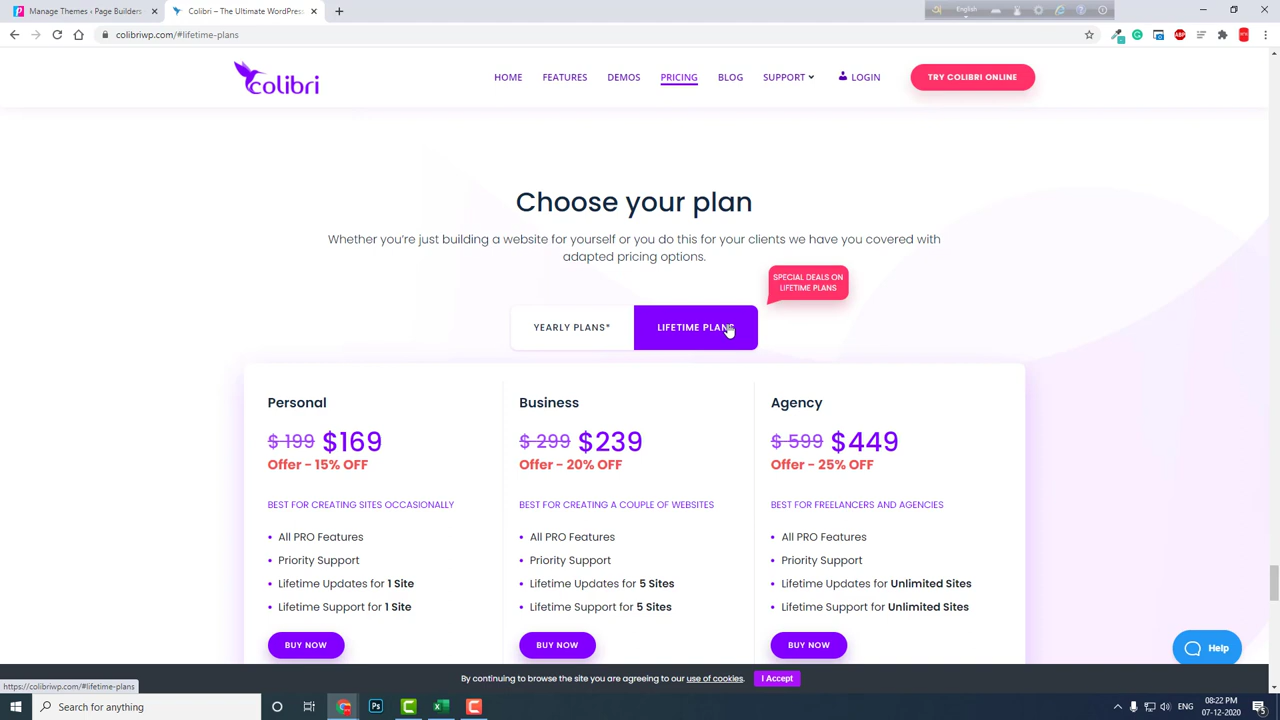 Manage Themes ‹ Page Builders
Colibri – The Ultimate WordPres
English
colibriwp.com/#lifetime-plans
ABP
colibri
HOME
FEATURES
DEMOS
PRICING
BLOG
SUPPORT
LOGIN
TRY COLIBRI ONLINE
Choose your plan
Whether you're just building a website for yourself or you do this for your clients we have you covered with
adapted pricing options.
SPECIAL DEALS ON
LIFETIME PLANS
YEARLY PLANS*
LIFETIME PLANS
Personal
$ 199 $169
Offer - 15% OFF
BEST FOR CREATING SITES OCCASIONALLY
• All PRO Features
• Priority Support
• Lifetime Updates for 1 Site
• Lifetime Support for 1 Site
BUY NOW
Business
$ 299 $239
Offer - 20% OFF
BEST FOR CREATING A COUPLE OF WEBSITES
• All PRO Features
• Priority Support
• Lifetime Updates for 5 Sites
• Lifetime Support for 5 Sites
BUY NOW
Agency
$ 599 $449
Offer - 25% OFF
BEST FOR FREELANCERS AND AGENCIES
• All PRO Features
• Priority Support
• Lifetime Updates for Unlimited Sites
• Lifetime Support for Unlimited Sites
BUY NOW
Help
By continuing to browse the site you are agreeing to our use of cookies.
I Accept
https://colibriwp.com/#lifetime-plans
Search for anything
Ps
ENG
08:22 PM
07-12-2020
5